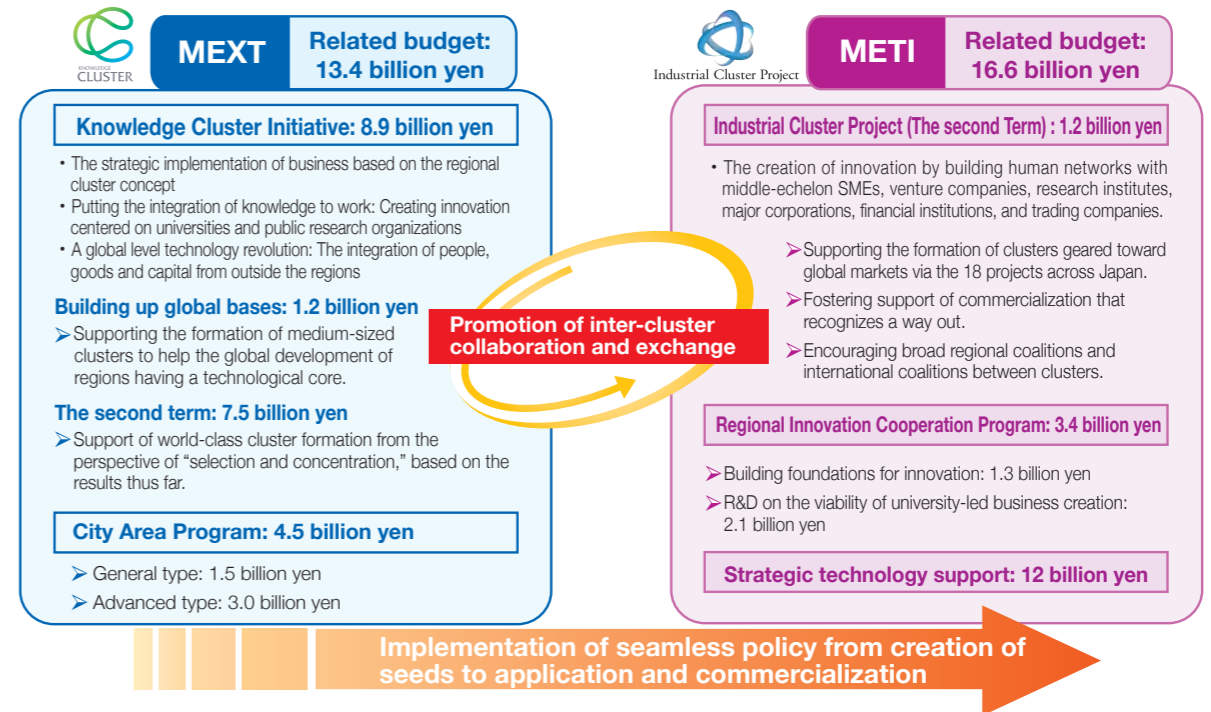 KNOWLEDGE
CLUSTER
MEXT
Related budget:
13.4 billion yen
Knowledge Cluster Initiative: 8.9 billion yen
• The strategic implementation of business based on the regional
cluster concept
• Putting the integration of knowledge to work: Creating innovation
centered on universities and public research organizations
• A global level technology revolution: The integration of people,
goods and capital from outside the regions
Building up global bases: 1.2 billion yen
➢Supporting the formation of medium-sized
clusters to help the global development of
regions having a technological core.
The second term: 7.5 billion yen
➢Support of world-class cluster formation from the
perspective of “selection and concentration,” based on the
results thus far.
City Area Program: 4.5 billion yen
➢ General type: 1.5 billion yen
➢ Advanced type: 3.0 billion yen
Promotion of inter-cluster
collaboration and exchange
Industrial Cluster Project
METI
Related budget:
16.6 billion yen
Industrial Cluster Project (The second Term) : 1.2 billion yen
• The creation of innovation by building human networks with
middle-echelon SMEs, venture companies, research institutes,
major corporations, financial institutions, and trading companies.
➢Supporting the formation of clusters geared toward
global markets via the 18 projects across Japan.
➢Fostering support of commercialization that
recognizes a way out.
➢Encouraging broad regional coalitions and
international coalitions between clusters.
Regional Innovation Cooperation Program: 3.4 billion yen
➢Building foundations for innovation: 1.3 billion yen
➢R&D on the viability of university-led business creation:
2.1 billion yen
Strategic technology support: 12 billion yen
Implementation of seamless policy from creation of
seeds to application and commercialization